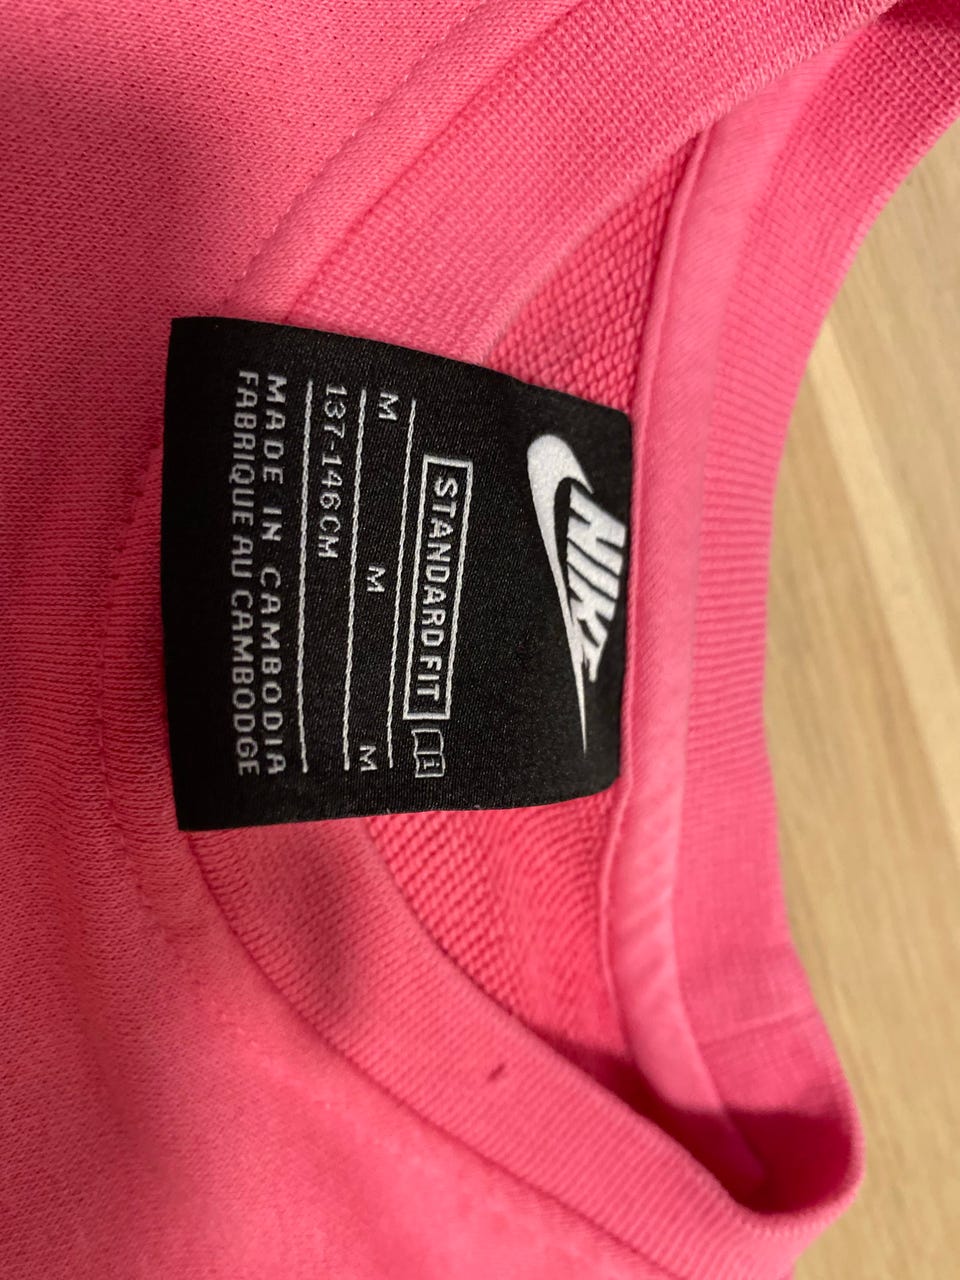 NIKE
STANDARD FIT i
M M M
137-146CM
MADE IN CAMBODIA
FABRIQUE AU CAMBODGE